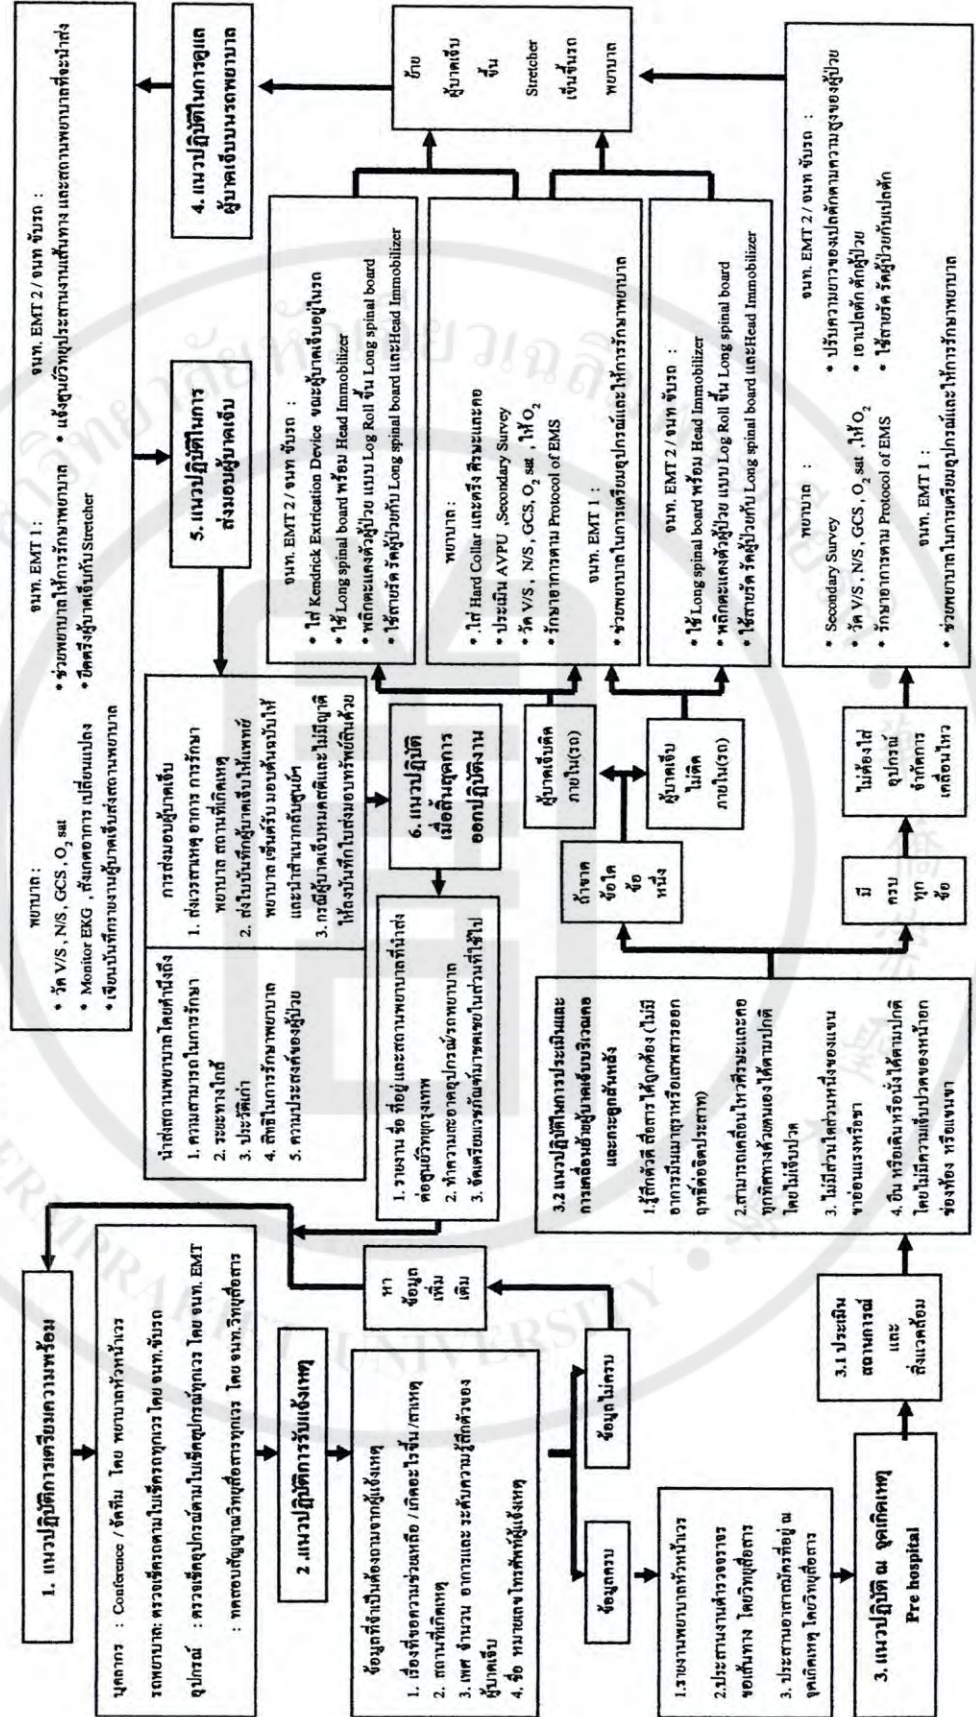 1. แนวปฏิบัติการเตรียมความพร้อม
บุคลากร : Conference / จัดทีม โดย พยาบาลหัวหน้าเวร
รถพยาบาล: ตรวจเช็ครถตามใบเช็ครถทุกเวร โดย จนท.ขับรถ
อุปกรณ์ : ตรวจเช็คอุปกรณ์ตามใบเช็คอุปกรณ์ทุกเวร โดย จนท. EMT
: ทดสอบสัญญาณวิทยุสื่อสารทุกเวร โดย จนท.วิทยุสื่อสาร
2.แนวปฏิบัติการรับแจ้งเหตุ
ข้อมูลที่จำเป็นต้องถามจากผู้แจ้งเหตุ
1. เรื่องที่ขอความช่วยเหลือ /เกิดอะไรขึ้น /สาเหตุ
2. สถานที่เกิดเหตุ
3. เพศ จำนวน อาการและ ระดับความรู้สึกตัวของ
ผู้บาดเจ็บ
4. ชื่อ หมายเลขโทรศัพท์ผู้แจ้งเหตุ
ข้อมูลครบ
ข้อมูลไม่ครบ
หา
ข้อมูล
เพิ่ม
เติม
1.รายงานพยาบาลหัวหน้าเวร
2.ประสานงานตำรวจจราจร
ขอเส้นทาง โดยวิทยุสื่อสาร
3. ประสานอาสาสมัครที่อยู่ ณ
จุดเกิดเหตุ โดยวิทยุสื่อสาร
3. แนวปฏิบัติ ณ จุดเกิดเหตุ
Pre hospital
3.1 ประเมิน
สถานการณ์
และ
สิ่งแวดล้อม
3.2 แนวปฏิบัติในการประเมินและ
การเคลื่อนย้ายผู้บาดเจ็บบริเวณคอ
และกระดูกสันหลัง
1.รู้สึกตัวดี สื่อสารได้ถูกต้อง (ไม่มี
อาการมึนเมาสุราหรือเสพสารออก
ฤทธิ์ต่อจิตประสาท)
2.สามารถเคลื่อนไหวศีรษะและคอ
ทุกทิศทางด้วยตนเองได้ตามปกติ
โดยไม่เจ็บปวด
3. ไม่มีส่วนใดส่วนหนึ่งของแขน
ขาอ่อนแรงหรือชา
4. ยืน หรือเดิน หรือนั่งได้ตามปกติ
โดยไม่มีความเจ็บปวดของหน้าอก
ช่องท้อง หรือแขนขา
ถ้าขาด
ข้อใด
ข้อ
หนึ่ง
มี
ครบ
ทุก
ข้อ
ผู้บาดเจ็บติด
ภายใน(รถ)
ผู้บาดเจ็บ
ไม่ติด
ภายใน(รถ)
ไม่ต้องใส่
อุปกรณ์
จำกัดการ
เคลื่อนไหว
จนท. EMT 2 / จนท ขับรถ :
* ใส่ Kendrick Extrication Device ขณะผู้บาดเจ็บอยู่ในรถ
* ใช้ Long spinal board พร้อม Head Immobilizer
* พลิกตะแคงตัวผู้ป่วย แบบ Log Roll ขึ้น Long spinal board
* ใช้สายรัด รัดผู้ป่วยกับ Long spinal board และHead Immobilizer
พยาบาล :
* .ใส่ Hard Collar และตรึง ศีรษะและคอ
* ประเมิน AVPU ,Secondary Survey
* วัด V/S , N/S, GCS, O2 sat , ให้ O2
* รักษาอาการตาม Protocol of EMS
จนท. EMT 1 :
* ช่วยพยาบาลในการเตรียมอุปกรณ์และให้การรักษาพยาบาล
จนท. EMT 2 / จนท ขับรถ :
* ใช้ Long spinal board พร้อม Head Immobilizer
* พลิกตะแคงตัวผู้ป่วย แบบ Log Roll ขึ้น Long spinal board
* ใช้สายรัด รัดผู้ป่วยกับ Long spinal board และHead Immobilizer
พยาบาล :
* Secondary Survey
* วัด V/S , N/S, GCS, O2 sat , ให้ O2
* รักษาอาการตาม Protocol of EMS
จนท. EMT 1 :
* ช่วยพยาบาลในการเตรียมอุปกรณ์และให้การรักษาพยาบาล
จนท. EMT 2 / จนท ขับรถ :
* ปรับความยาวของเปลตักตามความสูงของผู้ป่วย
* เอาเปลตัก ตักผู้ป่วย
* ใช้สายรัด รัดผู้ป่วยกับเปลตัก
ย้าย
ผู้บาดเจ็บ
ขึ้น
Stretcher
เข็นขึ้นรถ
พยาบาล
4. แนวปฏิบัติในการดูแล
ผู้บาดเจ็บบนรถพยาบาล
พยาบาล :
* วัด V/S , N/S, GCS , O2 sat
* Monitor EKG , สังเกตอาการ เปลี่ยนแปลง
* เขียนบันทึกรายงานผู้บาดเจ็บส่งสถานพยาบาล
จนท. EMT 1 :
* ช่วยพยาบาลให้การรักษาพยาบาล
* ยึดตรึงผู้บาดเจ็บกับStretcher
จนท. EMT 2 / จนท ขับรถ :
* แจ้งศูนย์วิทยุประสานงานเส้นทาง และสถานพยาบาลที่จะนำส่ง
5. แนวปฏิบัติในการ
ส่งมอบผู้บาดเจ็บ
นำส่งสถานพยาบาลโดยคำนึงถึง
1. ความสามารถในการรักษา
2. ระยะทางใกล้
3. ประวัติเก่า
4. สิทธิในการรักษาพยาบาล
5. ความประสงค์ของผู้ป่วย
การส่งมอบผู้บาดเจ็บ
1. ส่งเวรสาเหตุ อาการ การรักษา
พยาบาล สถานที่เกิดเหตุ
2. ส่งใบบันทึกผู้บาดเจ็บให้แพทย์
พยาบาล เซ็นต์รับ มอบต้นฉบับให้
และนำสำเนากลับศูนย์ฯ
3. กรณีผู้บาดเจ็บหมดสติและไม่มีญาติ
ให้ลงบันทึกใบส่งมอบทรัพย์สินด้วย
6. แนวปฏิบัติ
เมื่อสิ้นสุดการ
ออกปฏิบัติงาน
1. รายงาน ชื่อ ที่อยู่ และสถานพยาบาลที่นำส่ง
ต่อศูนย์วิทยุกรุงเทพ
2. ทำความสะอาดอุปกรณ์/รถพยาบาล
3. จัดเตรียมเวชภัณฑ์มาชดเชยในส่วนที่ใช้ไป